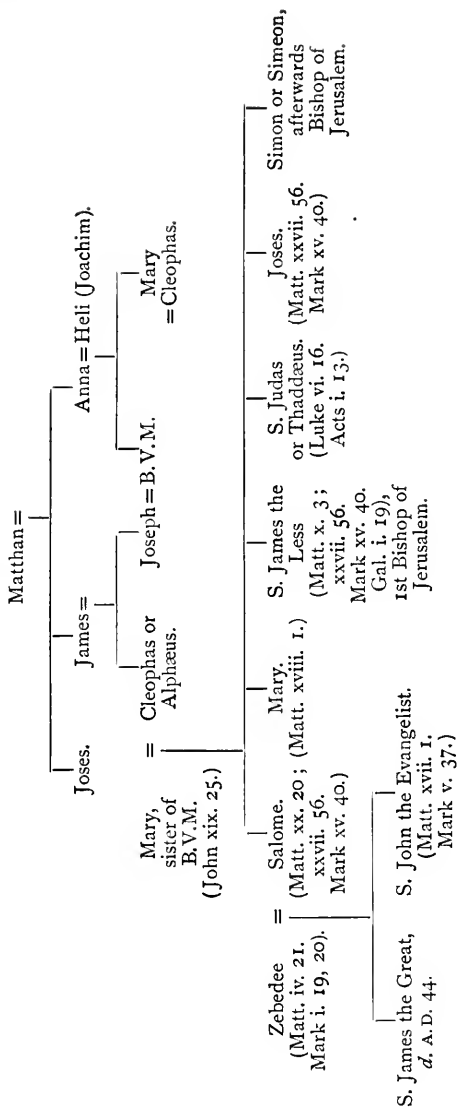 Matthan =
Joses.
James =
Anna = Heli (Joachim).
Cleophas or
Alphæus.
Joseph = B.V.M.
Mary
= Cleophas.
Mary,
sister of
B.V.M.
(John xix. 25.)
=
Zebedee
(Matt. iv. 21.
Mark i. 19, 20).
=
Salome.
(Matt. xx. 20;
xxvii. 56.
Mark xv. 40.)
Mary.
(Matt. xviii. 1.)
S. James the
Less
(Matt. x. 3;
xxvii. 56.
Mark xv. 40.
Gal. i. 19),
1st Bishop of
Jerusalem.
S. Judas
or Thaddæus.
(Luke vi. 16.
Acts i. 13.)
Joses.
(Matt. xxvii. 56.
Mark xv. 40.)
Simon or Simeon,
afterwards
Bishop of
Jerusalem.
S. James the Great,
d. A.D. 44.
S. John the Evangelist.
(Matt. xvii. 1.
Mark v. 37.)